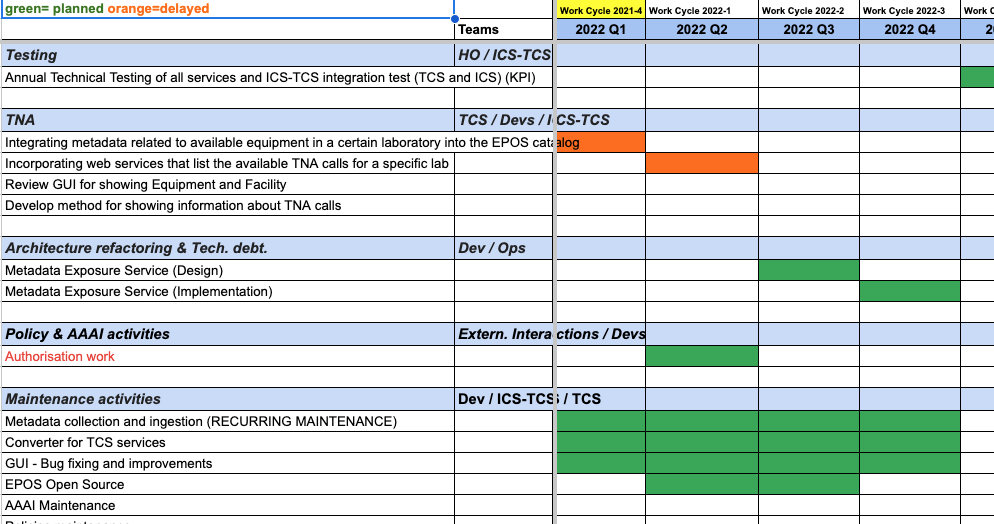 green= planned orange=delayed
Work Cycle 2021-4 Work Cycle 2022-1 Work Cycle 2022-2 Work Cycle 2022-3 Work C
Teams 2022 Q1 2022 Q2 2022 Q3 2022 Q4 20
Testing HO / ICS-TCS
Annual Technical Testing of all services and ICS-TCS integration test (TCS and ICS) (KPI)
TNA TCS / Devs / ICS-TCS
Integrating metadata related to available equipment in a certain laboratory into the EPOS catalog
Incorporating web services that list the available TNA calls for a specific lab
Review GUI for showing Equipment and Facility
Develop method for showing information about TNA calls
Architecture refactoring & Tech. debt. Dev / Ops
Metadata Exposure Service (Design)
Metadata Exposure Service (Implementation)
Policy & AAAI activities Extern. Interactions / Devs
Authorisation work
Maintenance activities Dev / ICS-TCS / TCS
Metadata collection and ingestion (RECURRING MAINTENANCE)
Converter for TCS services
GUI - Bug fixing and improvements
EPOS Open Source
AAAI Maintenance